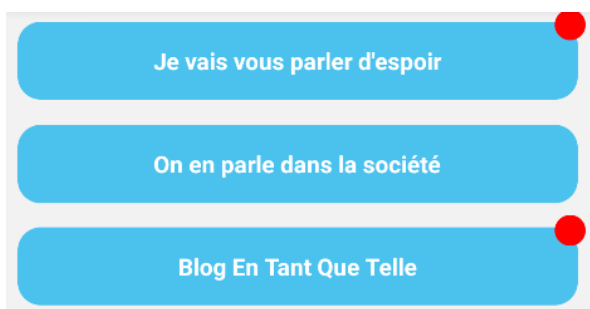 Je vais vous parler d'espoir
On en parle dans la société
Blog En Tant Que Telle